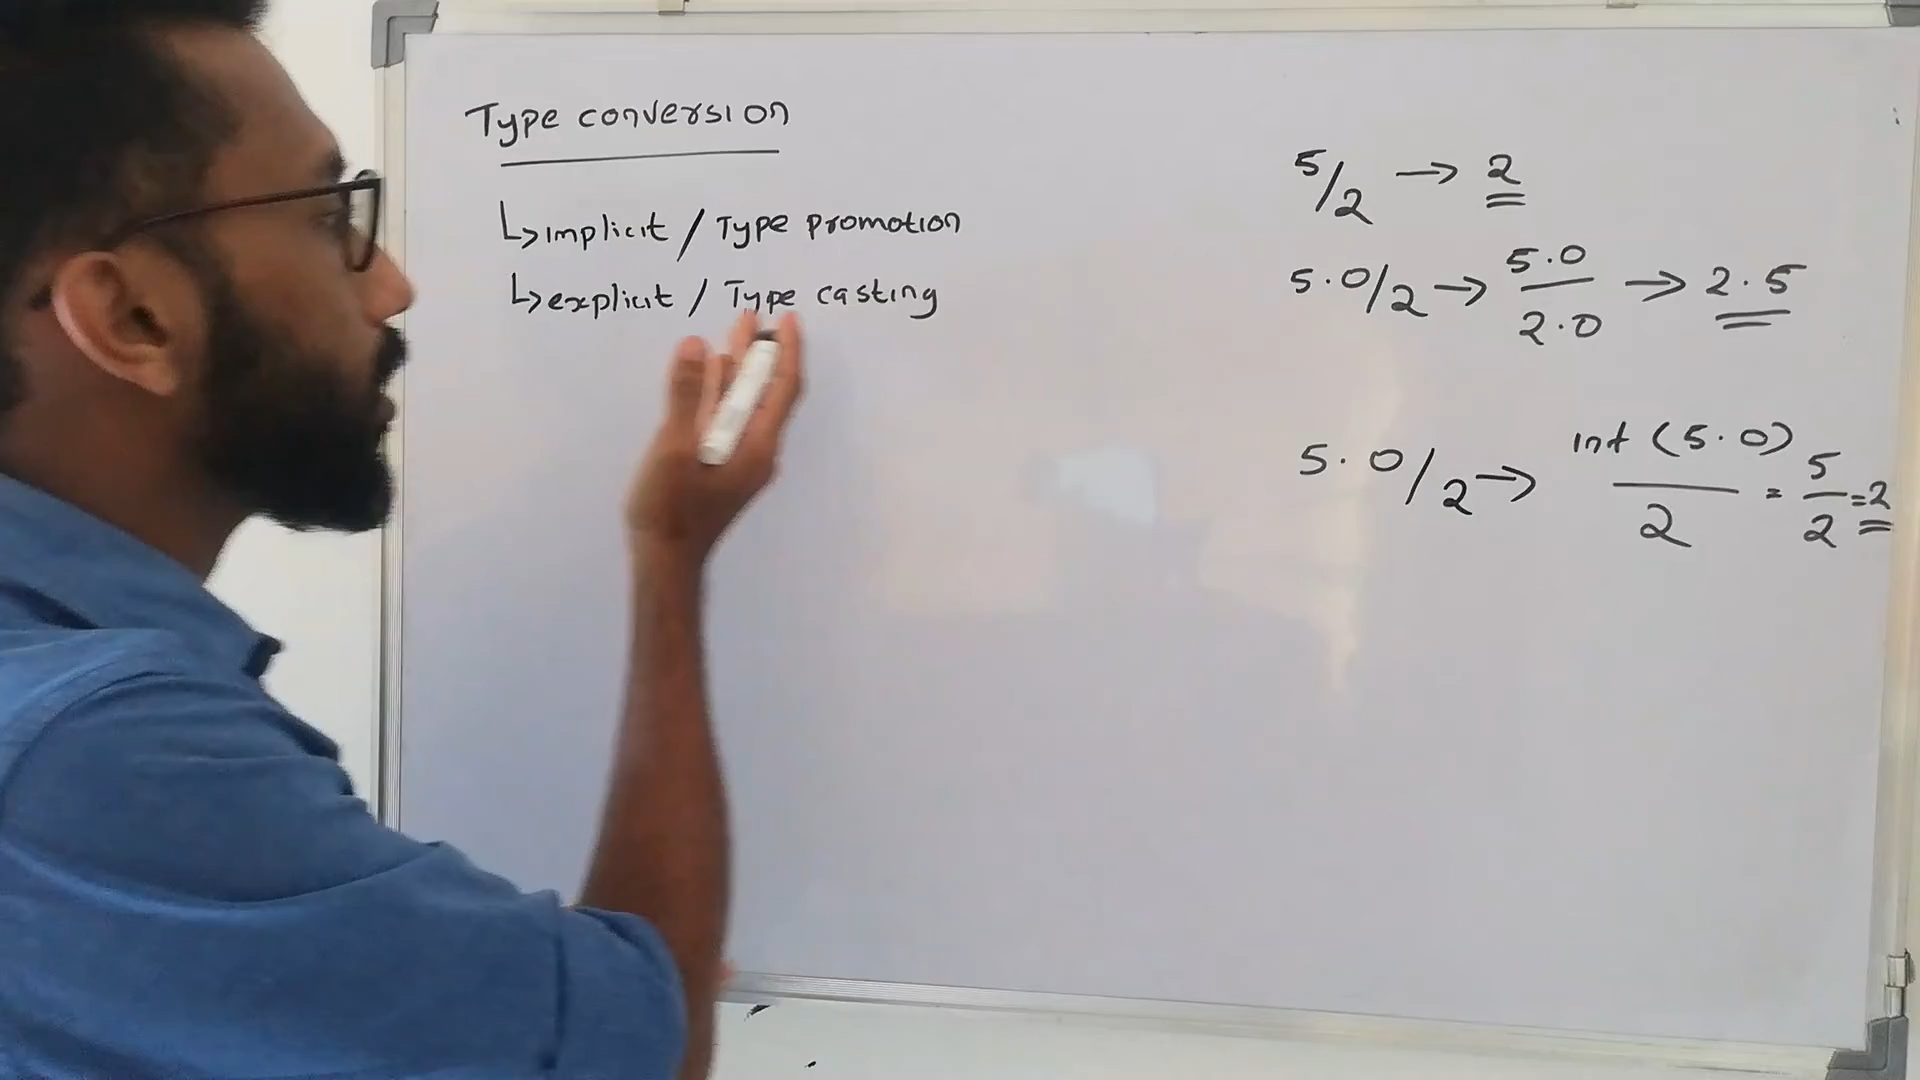 Type conversion
↳implicit / Type promotion
↳explicit / Type casting
5/2 → 2
5.0/2 → 5.0/2.0 → 2.5
5.0/2 → int (5.0)/2 = 5/2 = 2